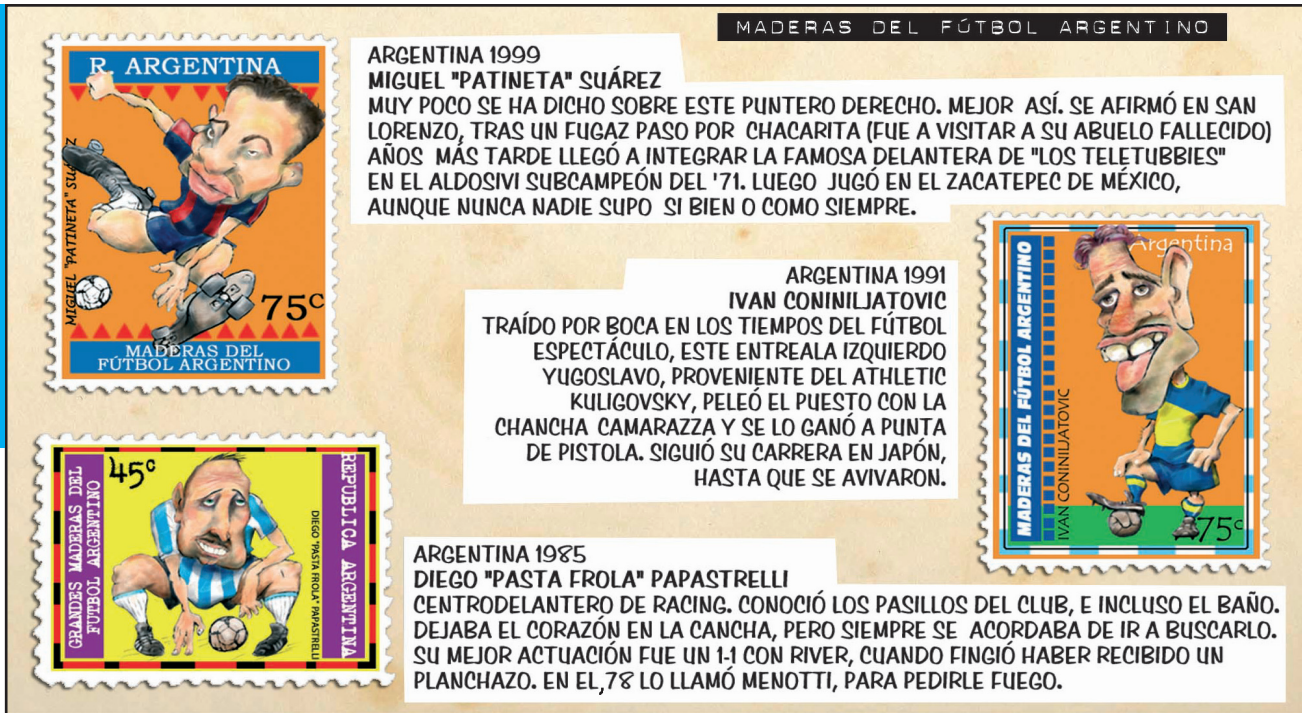 MADERAS DEL FÚTBOL ARGENTINO
R. ARGENTINA
MIGUEL "PATINETA" SUÁREZ
75c
MADERAS DEL
FÚTBOL ARGENTINO
ARGENTINA 1999
MIGUEL "PATINETA" SUÁREZ
MUY POCO SE HA DICHO SOBRE ESTE PUNTERO DERECHO. MEJOR ASÍ. SE AFIRMÓ EN SAN
LORENZO, TRAS UN FUGAZ PASO POR CHACARITA (FUE A VISITAR A SU ABUELO FALLECIDO)
AÑOS MÁS TARDE LLEGÓ A INTEGRAR LA FAMOSA DELANTERA DE "LOS TELETUBBIES"
EN EL ALDOSIVI SUBCAMPEÓN DEL '71. LUEGO JUGÓ EN EL ZACATEPEC DE MÉXICO,
AUNQUE NUNCA NADIE SUPO SI BIEN O COMO SIEMPRE.
ARGENTINA 1991
IVAN CONINILJATOVIC
TRAÍDO POR BOCA EN LOS TIEMPOS DEL FÚTBOL
ESPECTÁCULO, ESTE ENTREALA IZQUIERDO
YUGOSLAVO, PROVENIENTE DEL ATHLETIC
KULIGOVSKY, PELEÓ EL PUESTO CON LA
CHANCHA CAMARAZZA Y SE LO GANÓ A PUNTA
DE PISTOLA. SIGUIÓ SU CARRERA EN JAPÓN,
HASTA QUE SE AVIVARON.
Argentina
MADERAS DEL FÚTBOL ARGENTINO
IVAN CONINILJATOVIC
75c
GRANDES MADERAS DEL
FUTBOL ARGENTINO
45c
DIEGO "PASTA FROLA" PAPASTRELLI
REPUBLICA ARGENTINA
ARGENTINA 1985
DIEGO "PASTA FROLA" PAPASTRELLI
CENTRODELANTERO DE RACING. CONOCIÓ LOS PASILLOS DEL CLUB, E INCLUSO EL BAÑO.
DEJABA EL CORAZÓN EN LA CANCHA, PERO SIEMPRE SE ACORDABA DE IR A BUSCARLO.
SU MEJOR ACTUACIÓN FUE UN 1-1 CON RIVER, CUANDO FINGIÓ HABER RECIBIDO UN
PLANCHAZO. EN EL,78 LO LLAMÓ MENOTTI, PARA PEDIRLE FUEGO.